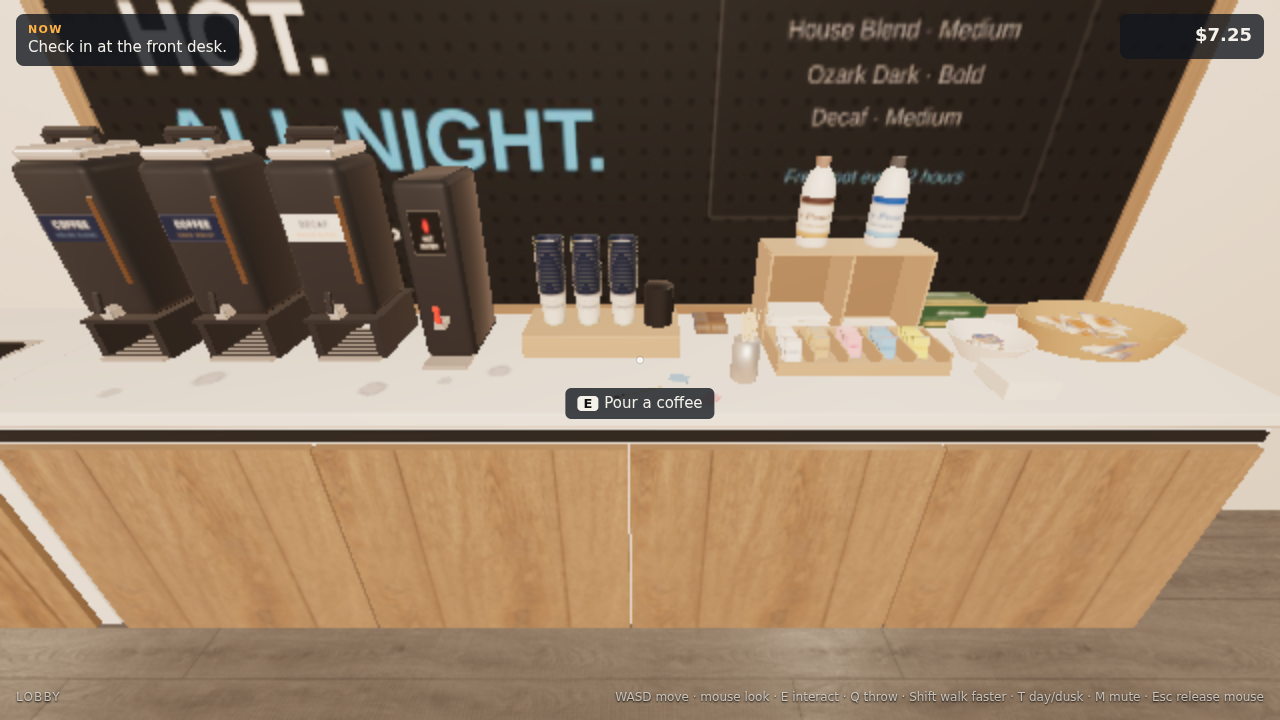 NOW
Check in at the front desk.
$7.25
HOT.
ALL NIGHT.
House Blend · Medium
Ozark Dark · Bold
Decaf · Medium
hours
COFFEE
COFFEE
DECAF
HOT
E Pour a coffee
LOBBY
WASD move · mouse look · E interact · Q throw · Shift walk faster · T day/dusk · M mute · Esc release mouse